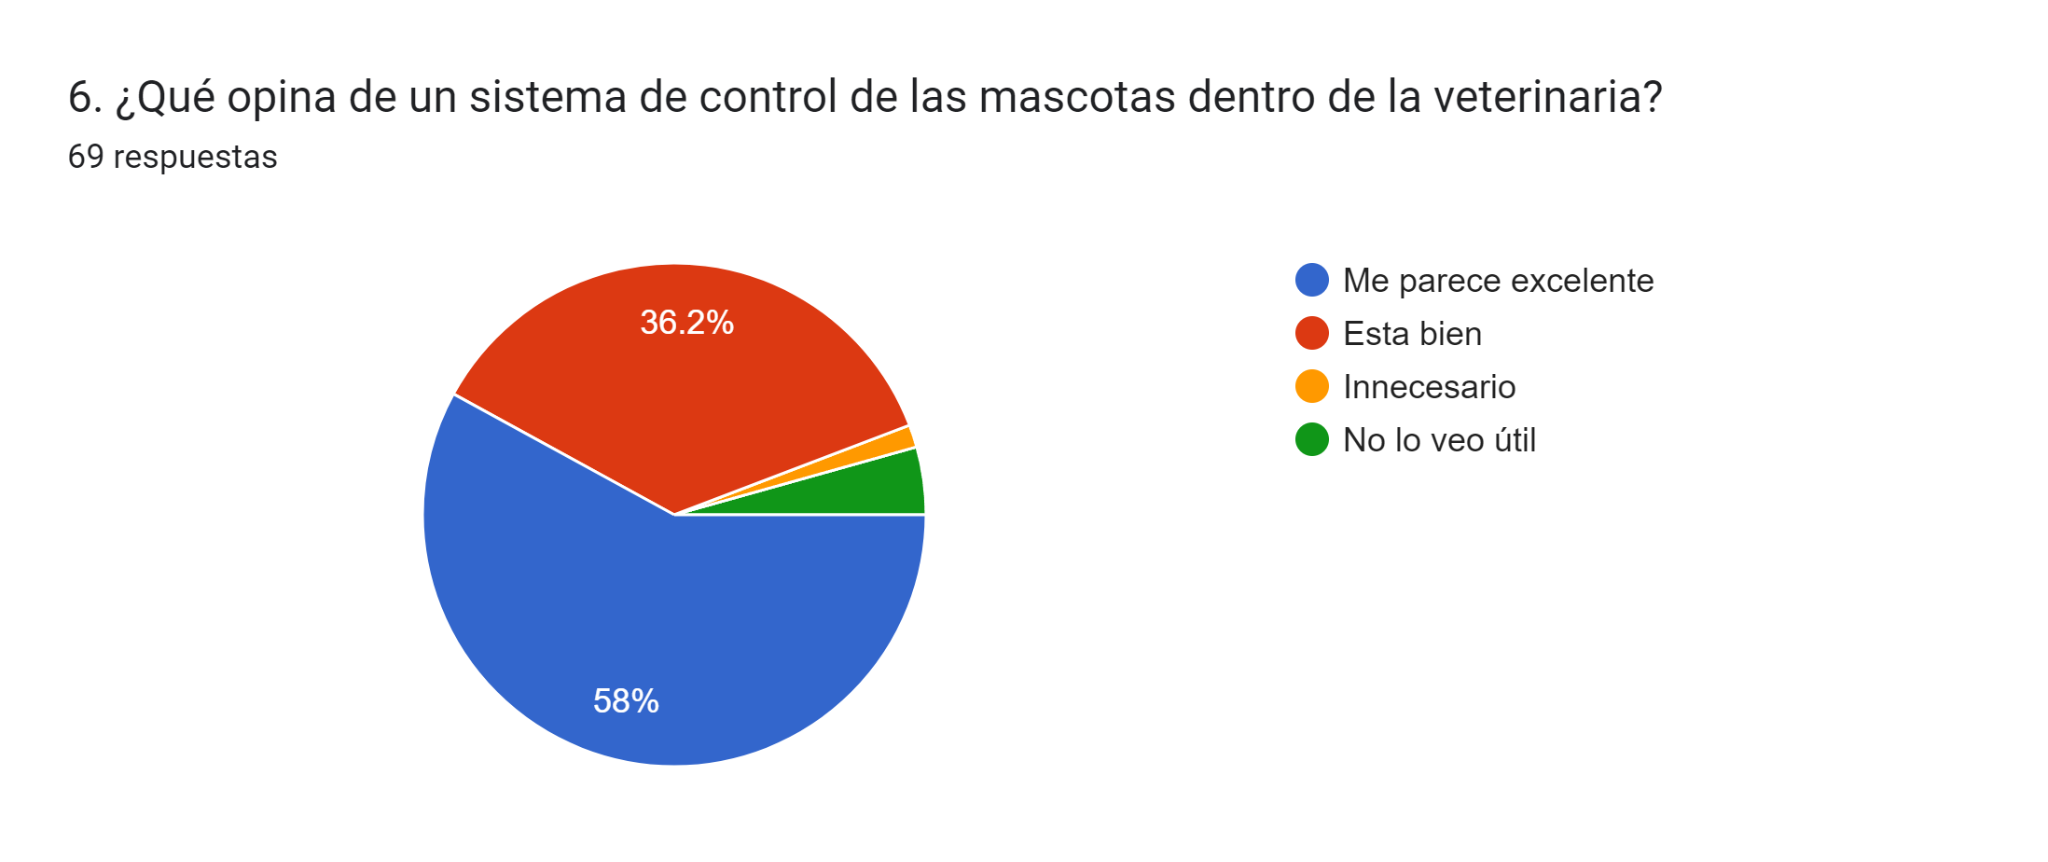 6. ¿Qué opina de un sistema de control de las mascotas dentro de la veterinaria?
69 respuestas
36.2%
58%
Me parece excelente
Esta bien
Innecesario
No lo veo útil